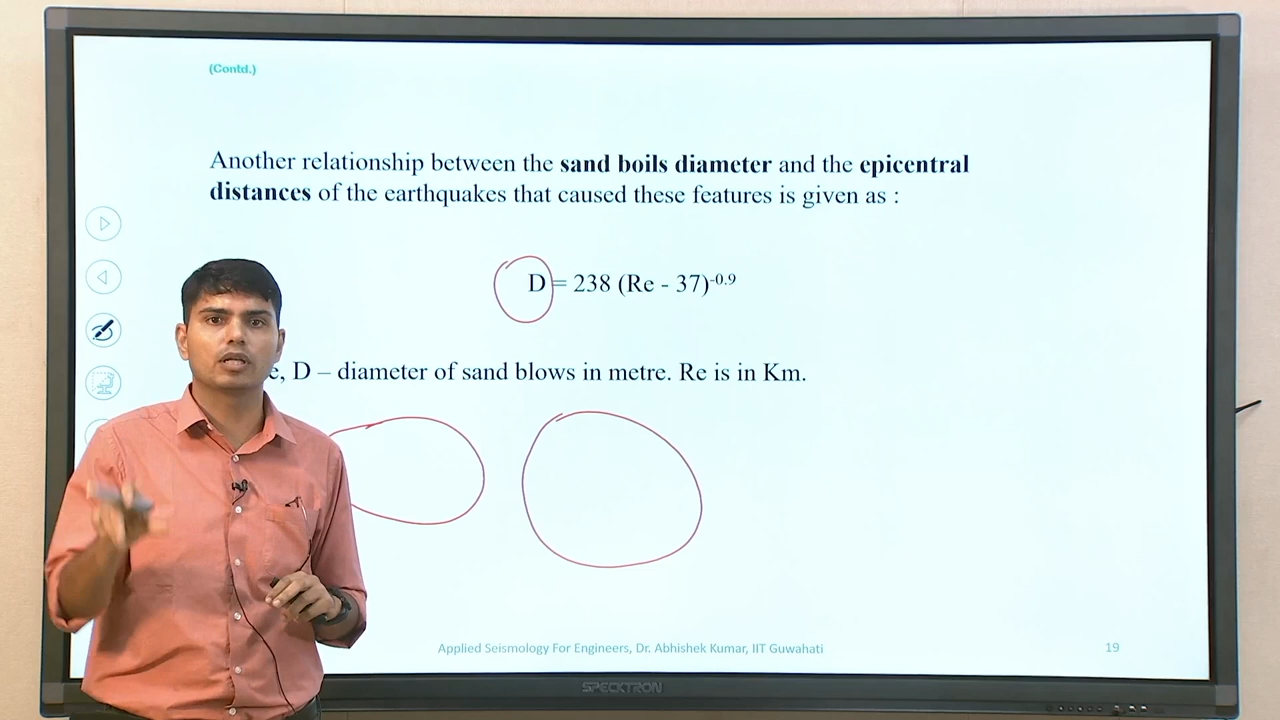 (Contd.)
Another relationship between the sand boils diameter and the epicentral
distances of the earthquakes that caused these features is given as :
D = 238 (Re - 37)-0.9
e, D – diameter of sand blows in metre. Re is in Km.
Applied Seismology For Engineers, Dr. Abhishek Kumar, IIT Guwahati
19
SPECKTRON